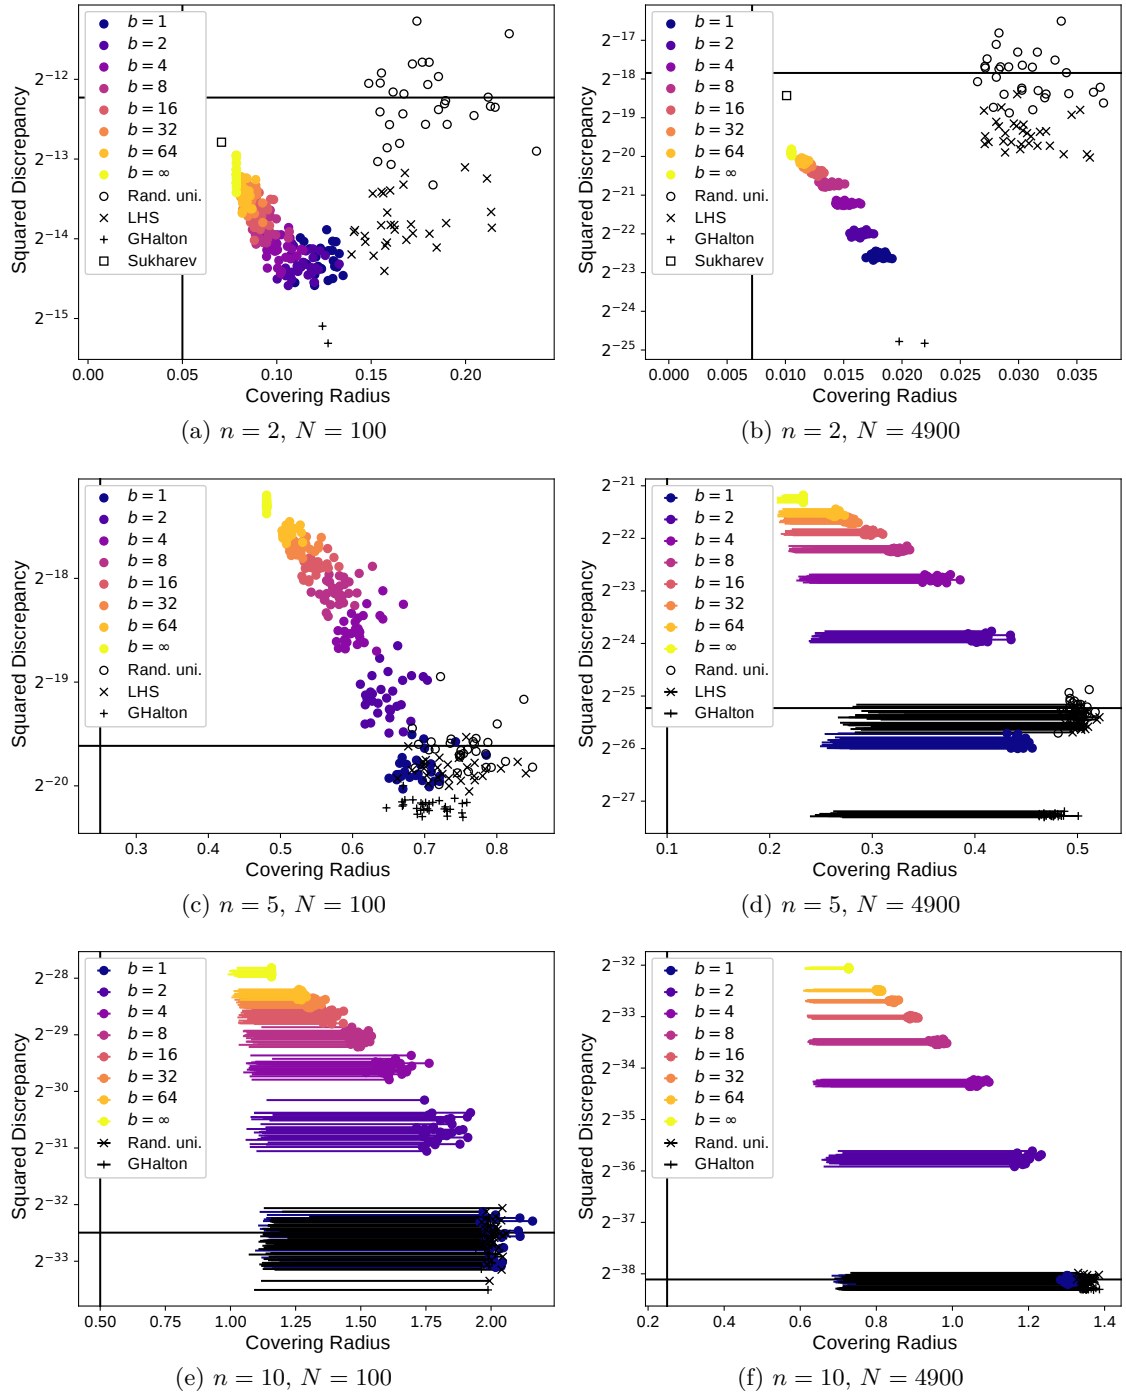 Squared Discrepancy
2⁻¹²
2⁻¹³
2⁻¹⁴
2⁻¹⁵
b = 1
b = 2
b = 4
b = 8
b = 16
b = 32
b = 64
b = ∞
Rand. uni.
LHS
GHalton
Sukharev
0.00 0.05 0.10 0.15 0.20
Covering Radius
(a) n = 2, N = 100
Squared Discrepancy
2⁻¹⁷
2⁻¹⁸
2⁻¹⁹
2⁻²⁰
2⁻²¹
2⁻²²
2⁻²³
2⁻²⁴
2⁻²⁵
b = 1
b = 2
b = 4
b = 8
b = 16
b = 32
b = 64
b = ∞
Rand. uni.
LHS
GHalton
Sukharev
0.000 0.005 0.010 0.015 0.020 0.025 0.030 0.035
Covering Radius
(b) n = 2, N = 4900
Squared Discrepancy
2⁻¹⁸
2⁻¹⁹
2⁻²⁰
b = 1
b = 2
b = 4
b = 8
b = 16
b = 32
b = 64
b = ∞
Rand. uni.
LHS
GHalton
0.3 0.4 0.5 0.6 0.7 0.8
Covering Radius
(c) n = 5, N = 100
Squared Discrepancy
2⁻²¹
2⁻²²
2⁻²³
2⁻²⁴
2⁻²⁵
2⁻²⁶
2⁻²⁷
b = 1
b = 2
b = 4
b = 8
b = 16
b = 32
b = 64
b = ∞
Rand. uni.
LHS
GHalton
0.1 0.2 0.3 0.4 0.5
Covering Radius
(d) n = 5, N = 4900
Squared Discrepancy
2⁻²⁸
2⁻²⁹
2⁻³⁰
2⁻³¹
2⁻³²
2⁻³³
b = 1
b = 2
b = 4
b = 8
b = 16
b = 32
b = 64
b = ∞
Rand. uni.
GHalton
0.50 0.75 1.00 1.25 1.50 1.75 2.00
Covering Radius
(e) n = 10, N = 100
Squared Discrepancy
2⁻³²
2⁻³³
2⁻³⁴
2⁻³⁵
2⁻³⁶
2⁻³⁷
2⁻³⁸
b = 1
b = 2
b = 4
b = 8
b = 16
b = 32
b = 64
b = ∞
Rand. uni.
GHalton
0.2 0.4 0.6 0.8 1.0 1.2 1.4
Covering Radius
(f) n = 10, N = 4900